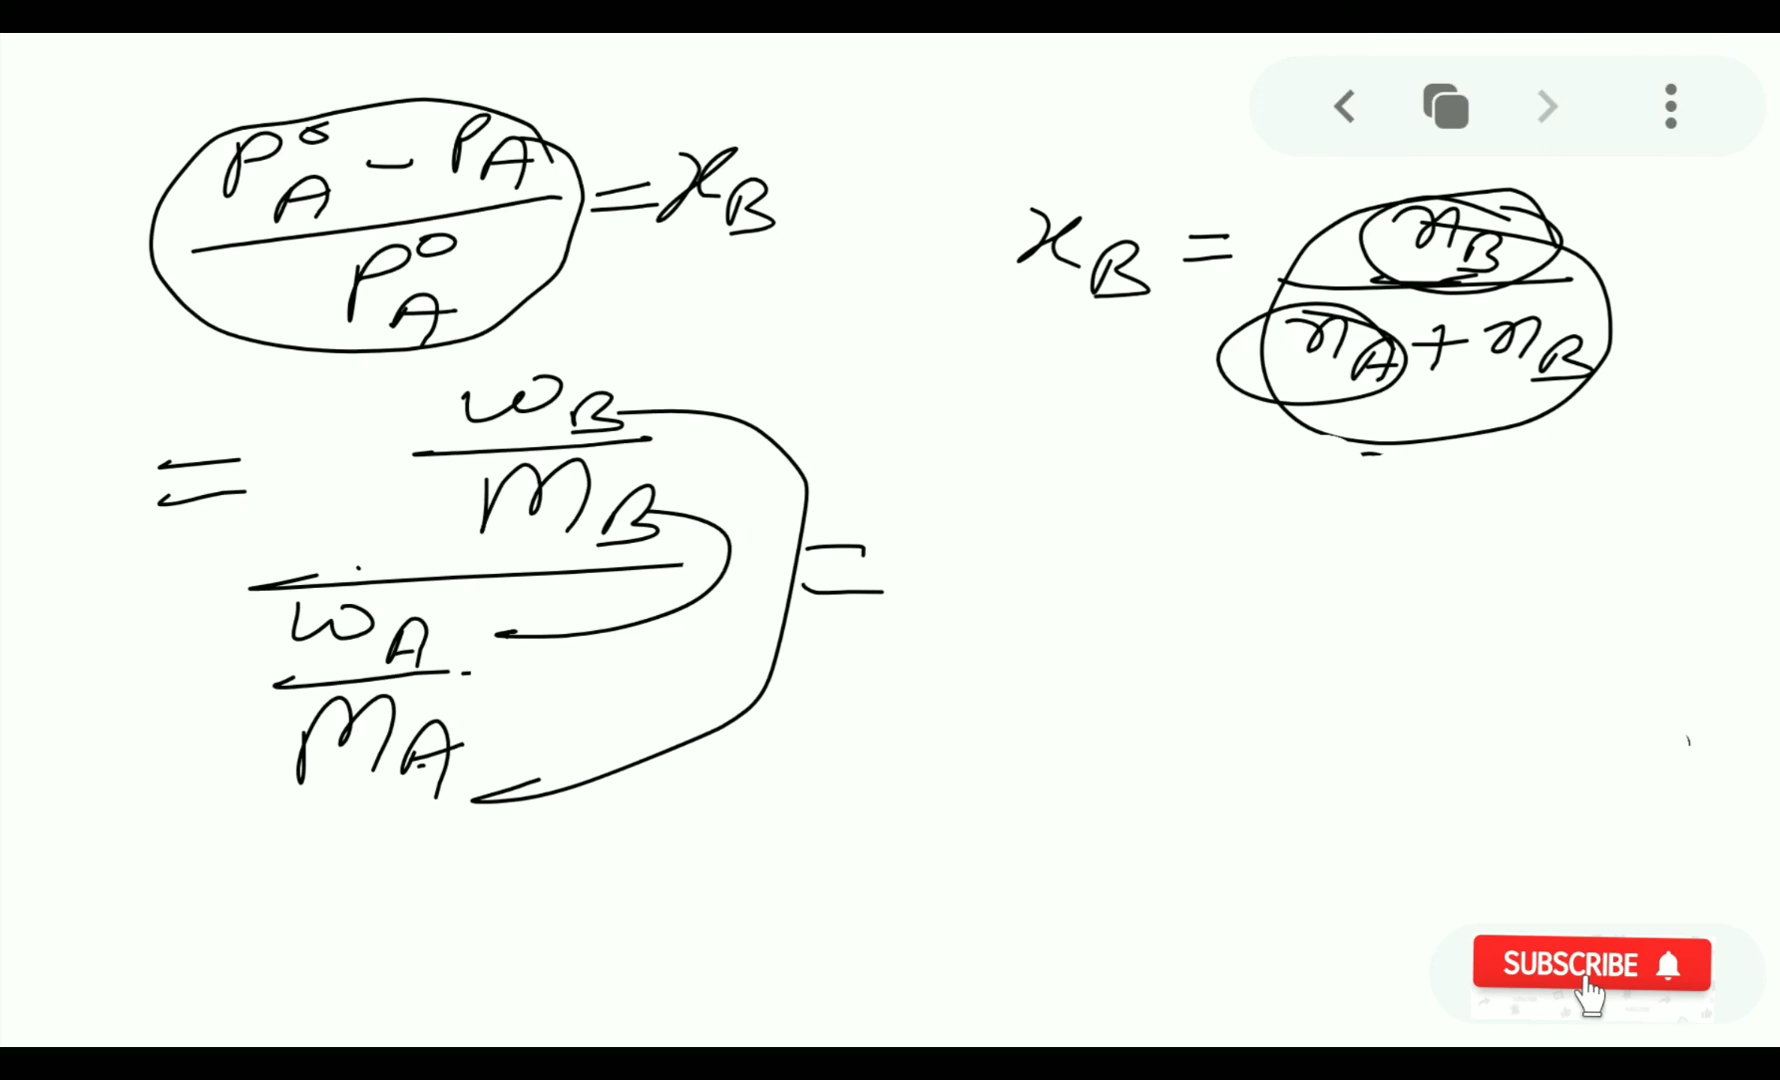 P°A - PA
P°A
= xB
xB =
nB
nA + nB
=
WB
MB
WA
MA
=
SUBSCRIBE